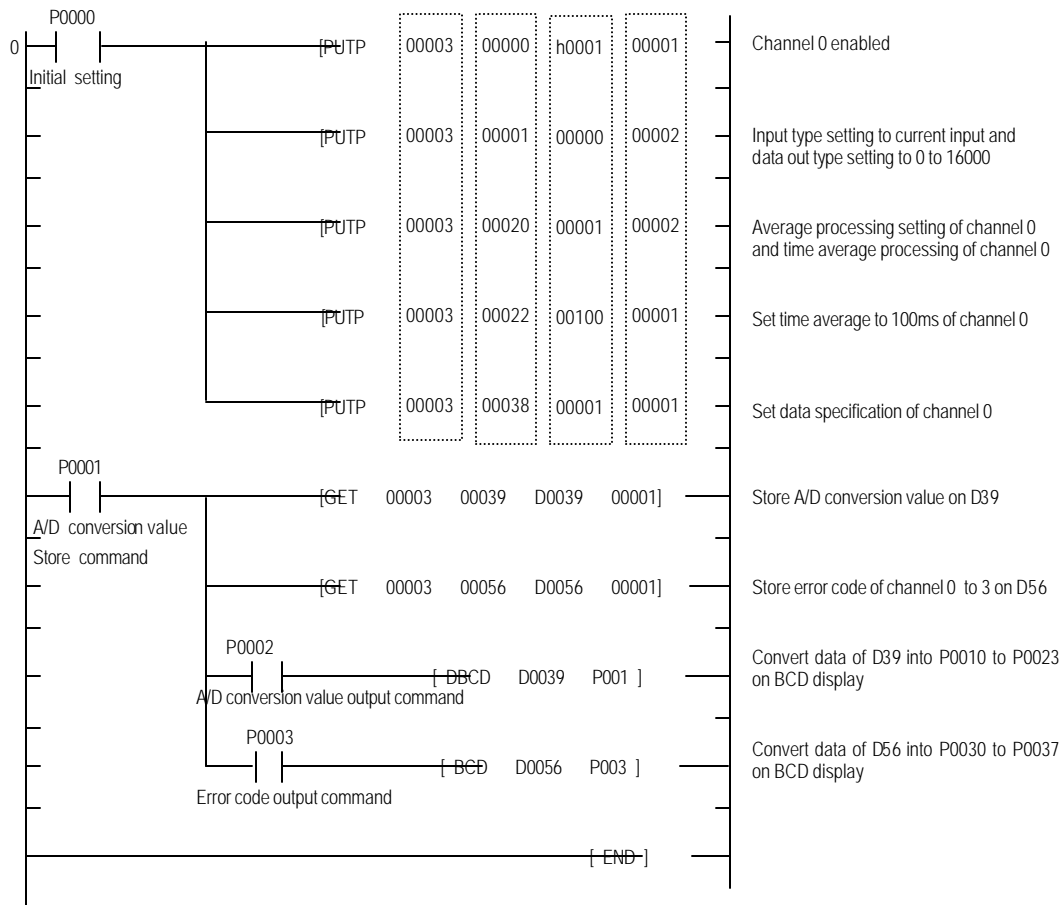 P0000
0 [PUTP 00003 00000 h0001 00001 Channel 0 enabled
Initial setting
[PUTP 00003 00001 00000 00002 Input type setting to current input and
data out type setting to 0 to 16000
[PUTP 00003 00020 00001 00002 Average processing setting of channel 0
and time average processing of channel 0
[PUTP 00003 00022 00100 00001 Set time average to 100ms of channel 0
[PUTP 00003 00038 00001 00001 Set data specification of channel 0
P0001
[GET 00003 00039 D0039 00001] Store A/D conversion value on D39
A/D conversion value
Store command
[GET 00003 00056 D0056 00001] Store error code of channel 0 to 3 on D56
P0002
[ DBCD D0039 P001 ] Convert data of D39 into P0010 to P0023
on BCD display
A/D conversion value output command
P0003
[ BCD D0056 P003 ] Convert data of D56 into P0030 to P0037
on BCD display
Error code output command
[ END ]